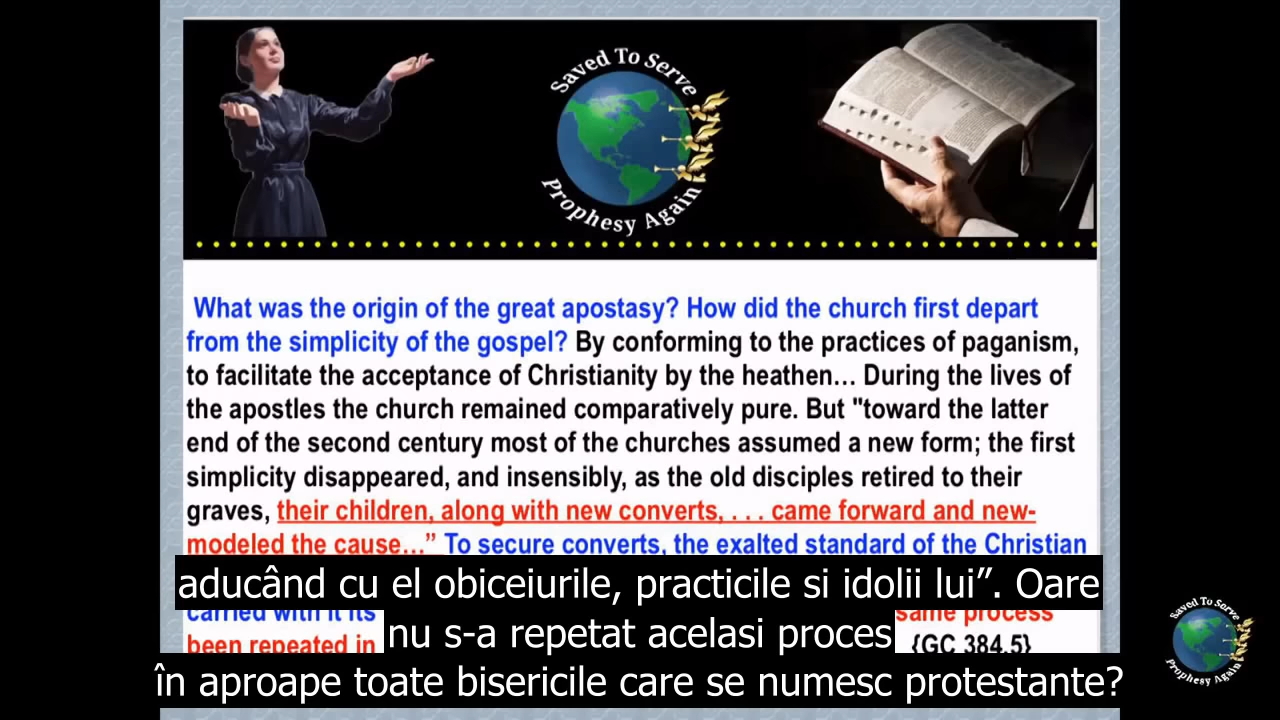 Saved To Serve
Prophesy Again
What was the origin of the great apostasy? How did the church first depart
from the simplicity of the gospel? By conforming to the practices of paganism,
to facilitate the acceptance of Christianity by the heathen… During the lives of
the apostles the church remained comparatively pure. But "toward the latter
end of the second century most of the churches assumed a new form; the first
simplicity disappeared, and insensibly, as the old disciples retired to their
graves, their children, along with new converts, . . . came forward and new-
modeled the cause…” To secure converts, the exalted standard of the Christian
carried with it its same process
been repeated in {GC 384.5}
aducând cu el obiceiurile, practicile si idolii lui”. Oare
nu s-a repetat acelasi proces
în aproape toate bisericile care se numesc protestante?
Saved To Serve
Prophesy Again